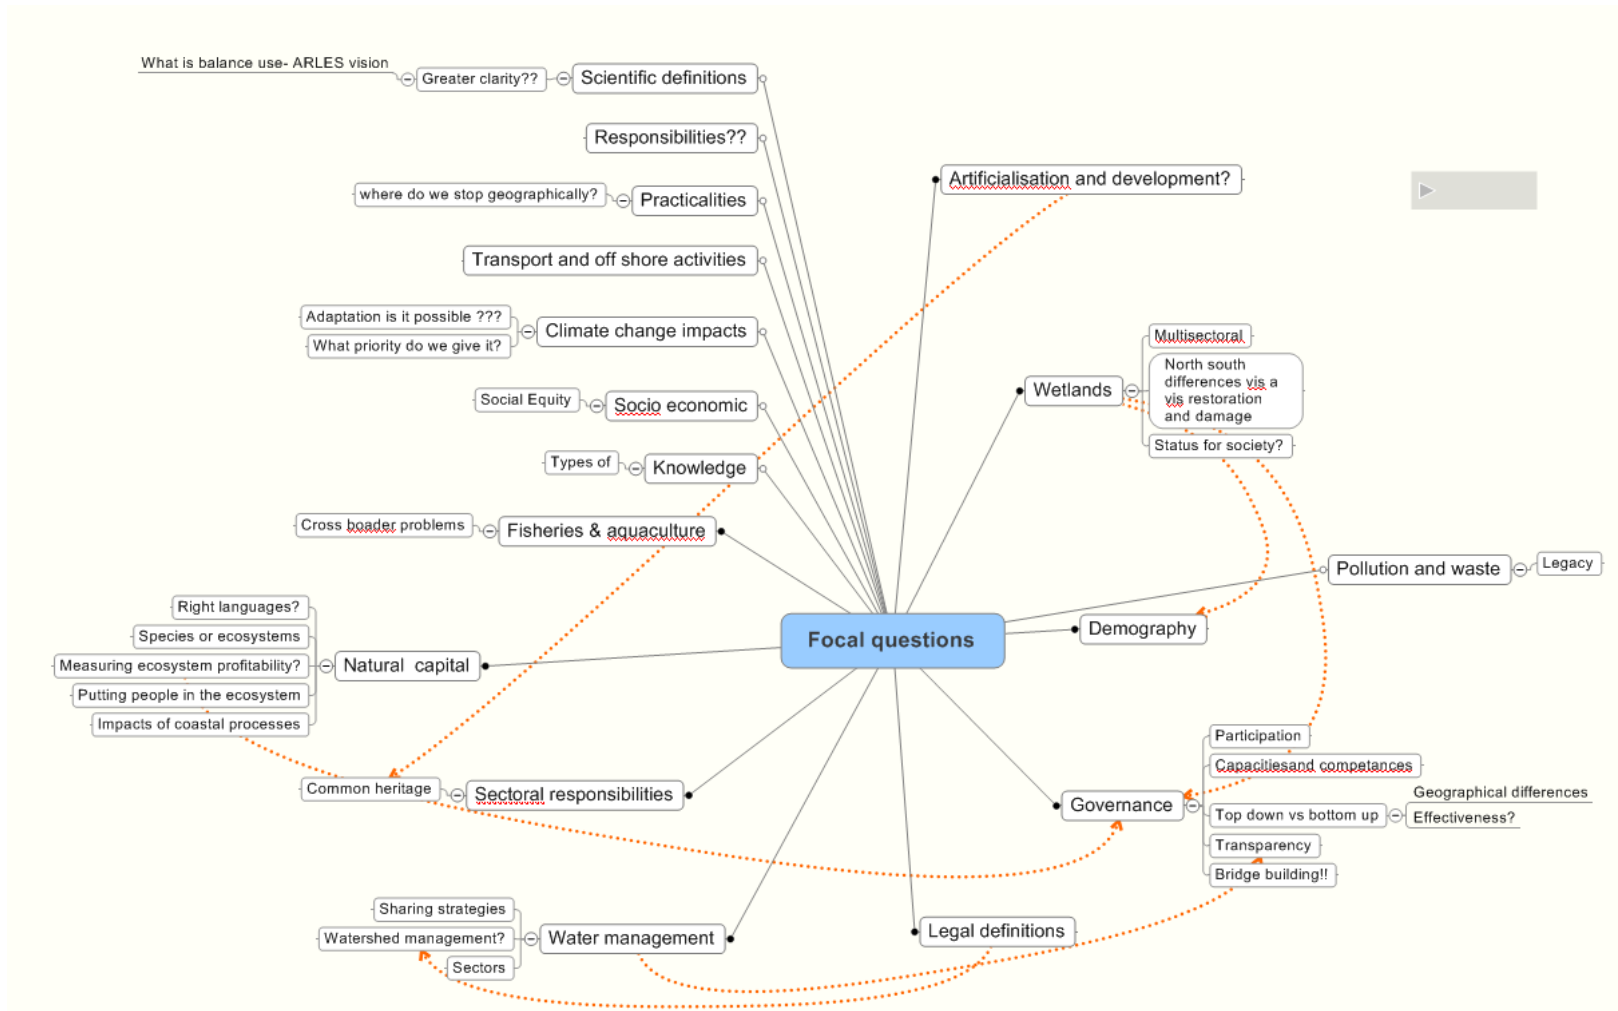 What is balance use- ARLES vision
Greater clarity??
Scientific definitions
Responsibilities??
where do we stop geographically?
Practicalities
Transport and off shore activities
Adaptation is it possible ???
What priority do we give it?
Climate change impacts
Social Equity
Socio economic
Types of
Knowledge
Cross boader problems
Fisheries & aquaculture
Right languages?
Species or ecosystems
Measuring ecosystem profitability?
Putting people in the ecosystem
Impacts of coastal processes
Natural capital
Common heritage
Sectoral responsibilities
Sharing strategies
Watershed management?
Sectors
Water management
Focal questions
Artificialisation and development?
Wetlands
Multisectoral
North south
differences vis a
vis restoration
and damage
Status for society?
Pollution and waste
Legacy
Demography
Governance
Participation
Capacitiesand competances
Top down vs bottom up
Geographical differences
Effectiveness?
Transparency
Bridge building!!
Legal definitions